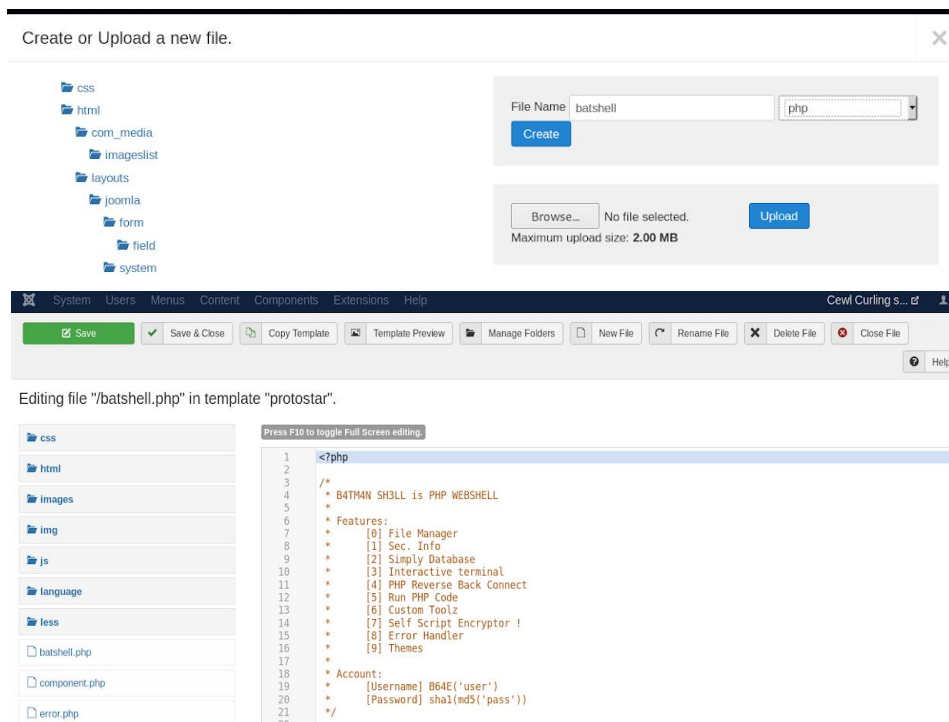 Create or Upload a new file.
css
html
com_media
imageslist
layouts
joomla
form
field
system
File Name batshell php
Create
Browse... No file selected. Upload
Maximum upload size: 2.00 MB
System Users Menus Content Components Extensions Help Cewl Curling s...
Save Save & Close Copy Template Template Preview Manage Folders New File Rename File Delete File Close File
Help
Editing file "/batshell.php" in template "protostar".
css
html
images
img
js
language
less
batshell.php
component.php
error.php
Press F10 to toggle Full Screen editing.
1 <?php
2
3 /*
4 * B4TM4N SH3LL is PHP WEBSHELL
5 *
6 * Features:
7 * [0] File Manager
8 * [1] Sec. Info
9 * [2] Simply Database
10 * [3] Interactive terminal
11 * [4] PHP Reverse Back Connect
12 * [5] Run PHP Code
13 * [6] Custom Toolz
14 * [7] Self Script Encryptor !
15 * [8] Error Handler
16 * [9] Themes
17 *
18 * Account:
19 * [Username] B64E('user')
20 * [Password] sha1(md5('pass'))
21 */